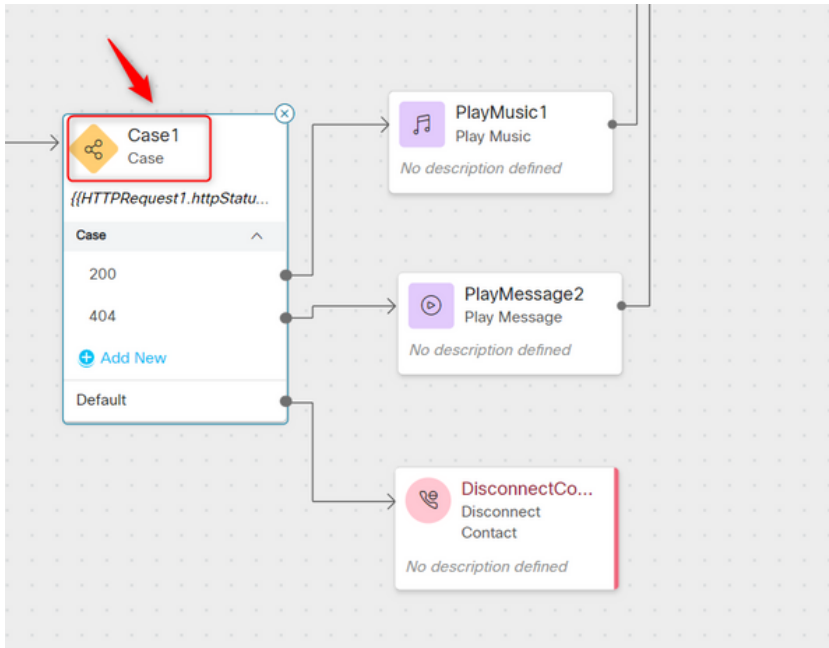 Case1
Case
{{HTTPRequest1.httpStatu...
Case
200
404
Add New
Default
PlayMusic1
Play Music
No description defined
PlayMessage2
Play Message
No description defined
DisconnectCo...
Disconnect
Contact
No description defined